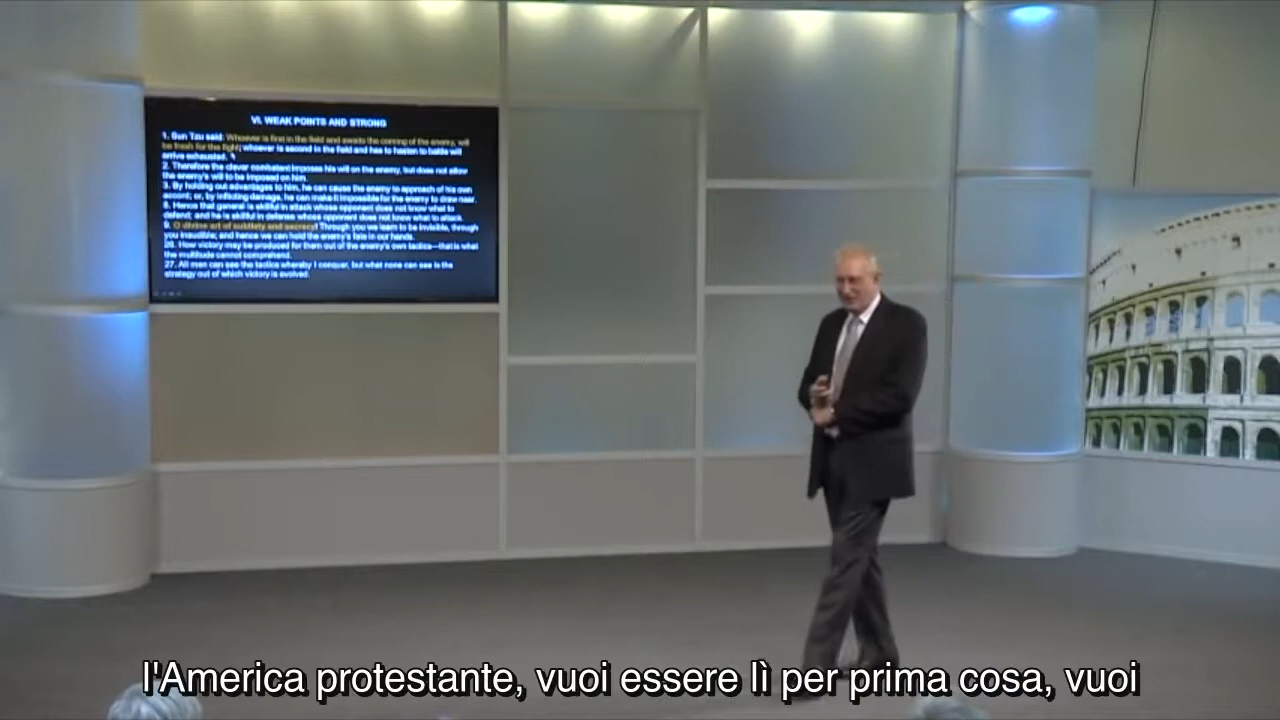 VI. WEAK POINTS AND STRONG
1. Sun Tzu said: Whoever is first in the field and awaits the coming of the enemy, will
be fresh for the fight; whoever is second in the field and has to hasten to battle will
arrive exhausted.
2. Therefore the clever combatant imposes his will on the enemy, but does not allow
the enemy's will to be imposed on him.
3. By holding out advantages to him, he can cause the enemy to approach of his own
accord; or, by inflicting damage, he can make it impossible for the enemy to draw near.
8. Hence that general is skillful in attack whose opponent does not know what to
defend; and he is skillful in defense whose opponent does not know what to attack.
9. O divine art of subtlety and secrecy! Through you we learn to be invisible, through
you inaudible; and hence we can hold the enemy's fate in our hands.
26. How victory may be produced for them out of the enemy's own tactics—that is what
the multitude cannot comprehend.
27. All men can see the tactics whereby I conquer, but what none can see is the
strategy out of which victory is evolved.
l'America protestante, vuoi essere lì per prima cosa, vuoi